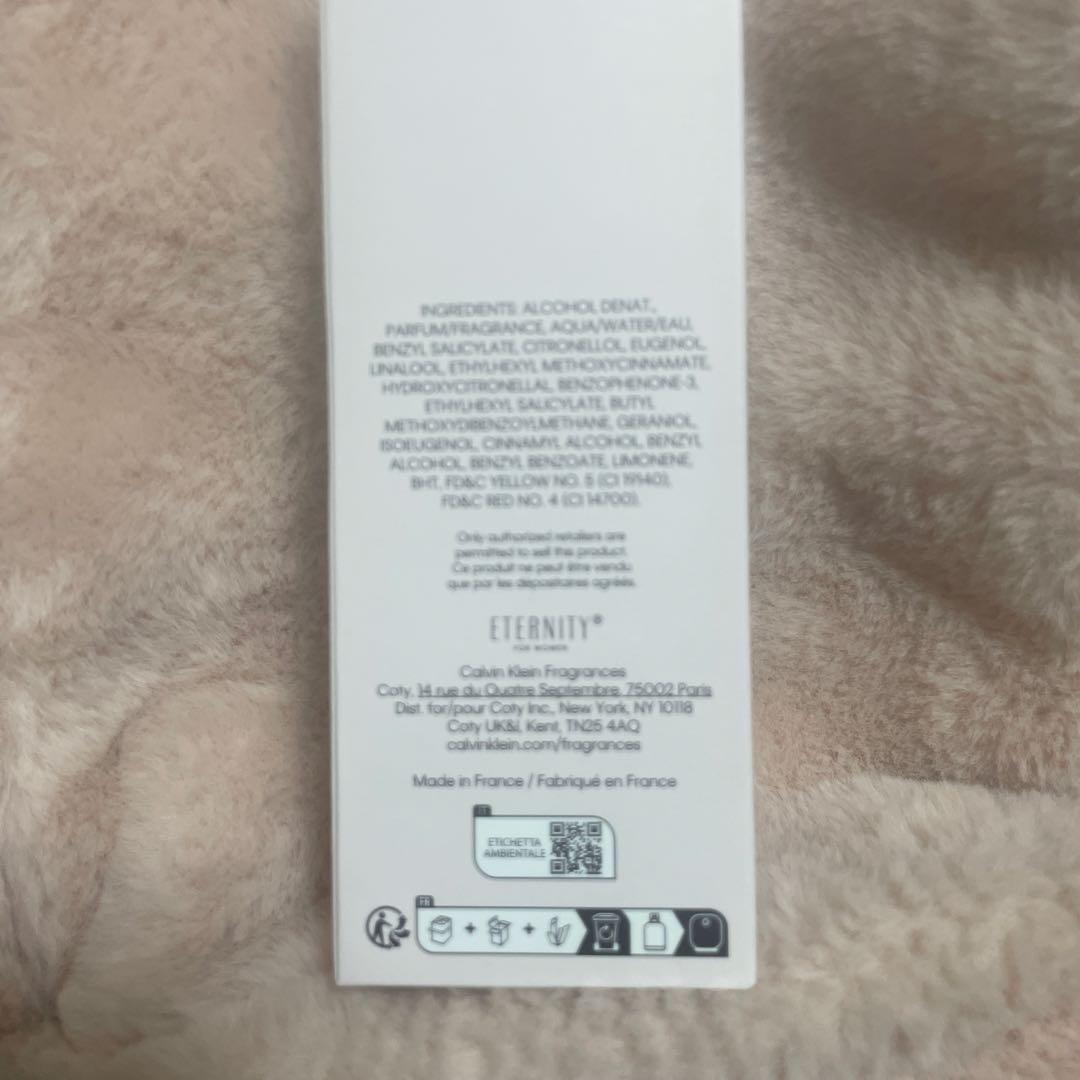 INGREDIENTS: ALCOHOL DENAT.,
PARFUM/FRAGRANCE, AQUA/WATER/EAU,
BENZYL SALICYLATE, CITRONELLOL, EUGENOL,
LINALOOL, ETHYLHEXYL METHOXYCINNAMATE,
HYDROXYCITRONELLAL, BENZOPHENONE-3,
ETHYLHEXYL SALICYLATE, BUTYL
METHOXYDIBENZOYLMETHANE, GERANIOL,
ISOEUGENOL, CINNAMYL ALCOHOL, BENZYL
ALCOHOL, BENZYL BENZOATE, LIMONENE,
BHT, FD&C YELLOW NO. 5 (CI 19140),
FD&C RED NO. 4 (CI 14700).
Only authorized retailers are
permitted to sell this product.
Ce produit ne peut être vendu
que par les dépositaires agréés.
ETERNITY®
FOR WOMEN
Calvin Klein Fragrances
Coty, 14 rue du Quatre Septembre, 75002 Paris
Dist. for/pour Coty Inc., New York, NY 10118
Coty UK&I, Kent, TN25 4AQ
calvinklein.com/fragrances
Made in France / Fabriqué en France
IT
ETICHETTA
AMBIENTALE
FR